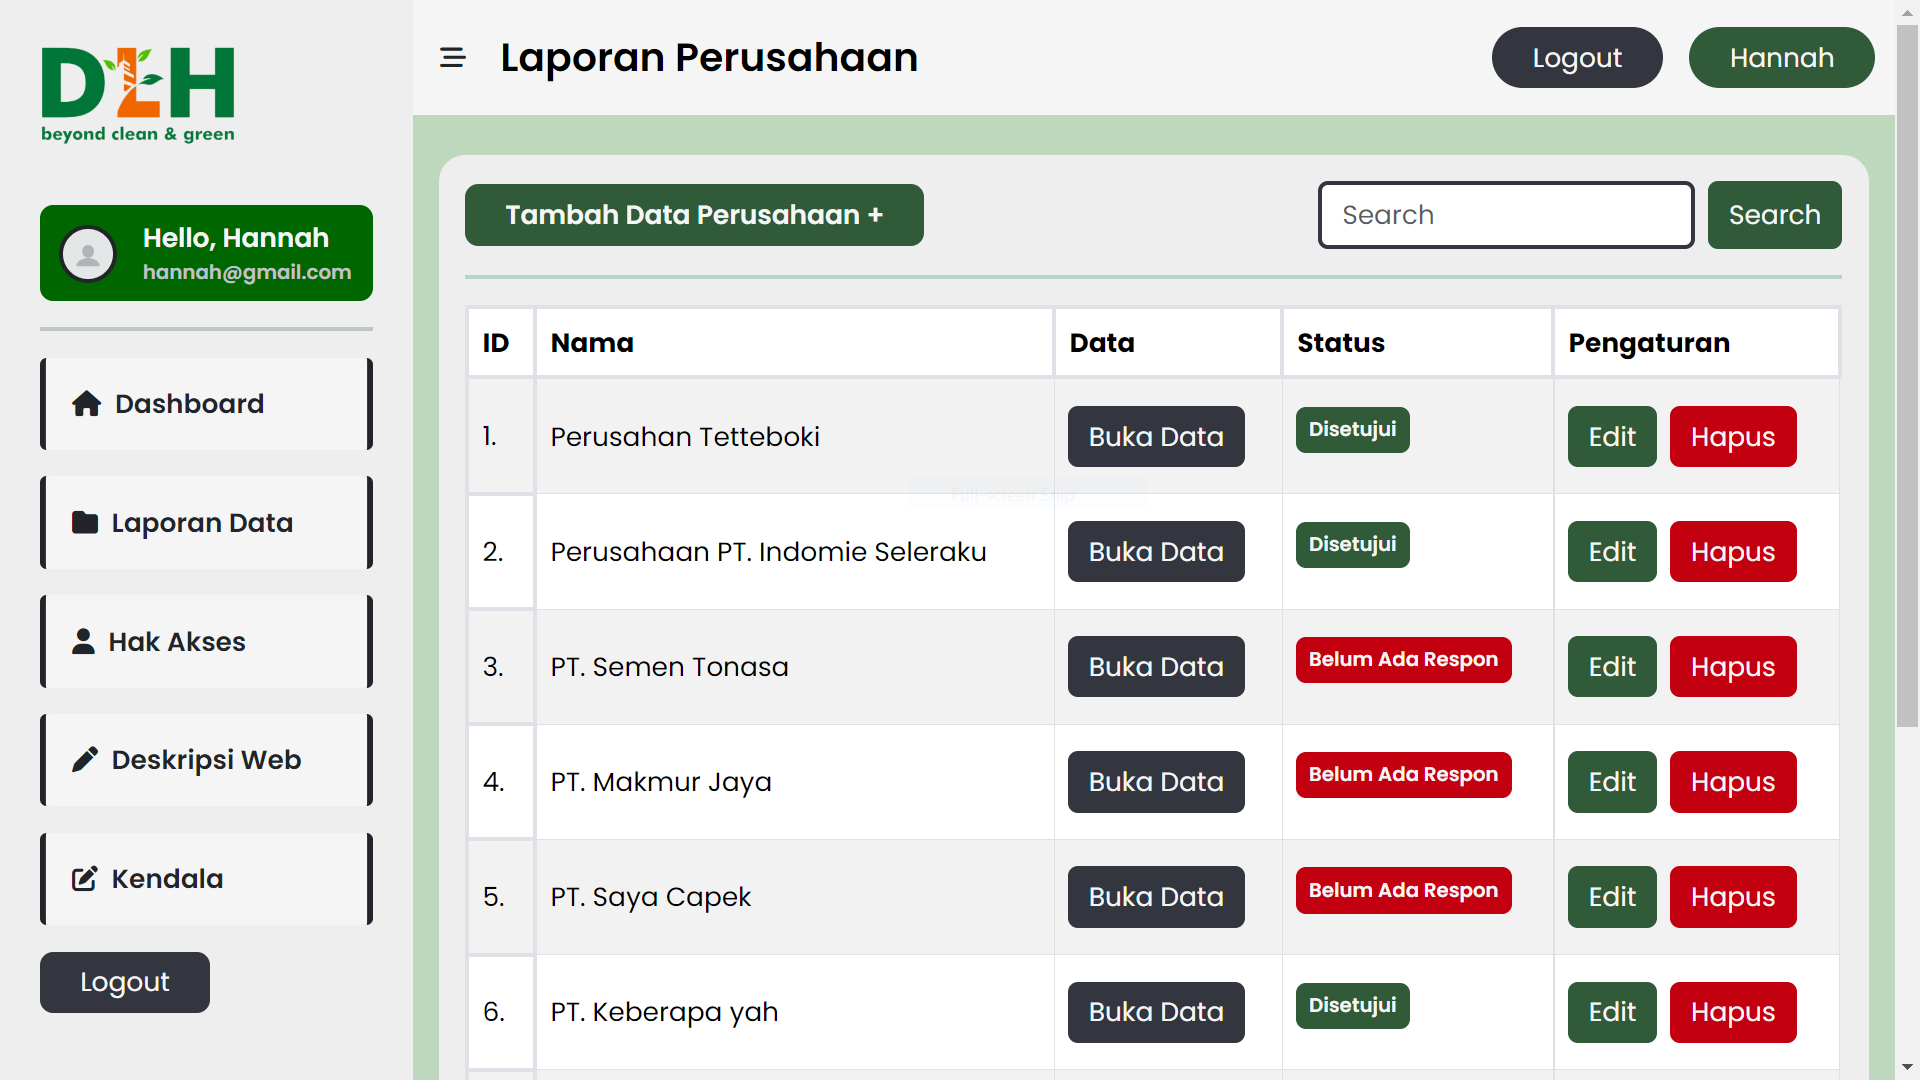 DLH
beyond clean & green
Laporan Perusahaan
Logout
Hannah
Hello, Hannah
hannah@gmail.com
Dashboard
Laporan Data
Hak Akses
Deskripsi Web
Kendala
Logout
Tambah Data Perusahaan +
Search
Search
ID Nama Data Status Pengaturan
1. Perusahan Tetteboki Buka Data Disetujui Edit Hapus
Full-screen Snip
2. Perusahaan PT. Indomie Seleraku Buka Data Disetujui Edit Hapus
3. PT. Semen Tonasa Buka Data Belum Ada Respon Edit Hapus
4. PT. Makmur Jaya Buka Data Belum Ada Respon Edit Hapus
5. PT. Saya Capek Buka Data Belum Ada Respon Edit Hapus
6. PT. Keberapa yah Buka Data Disetujui Edit Hapus